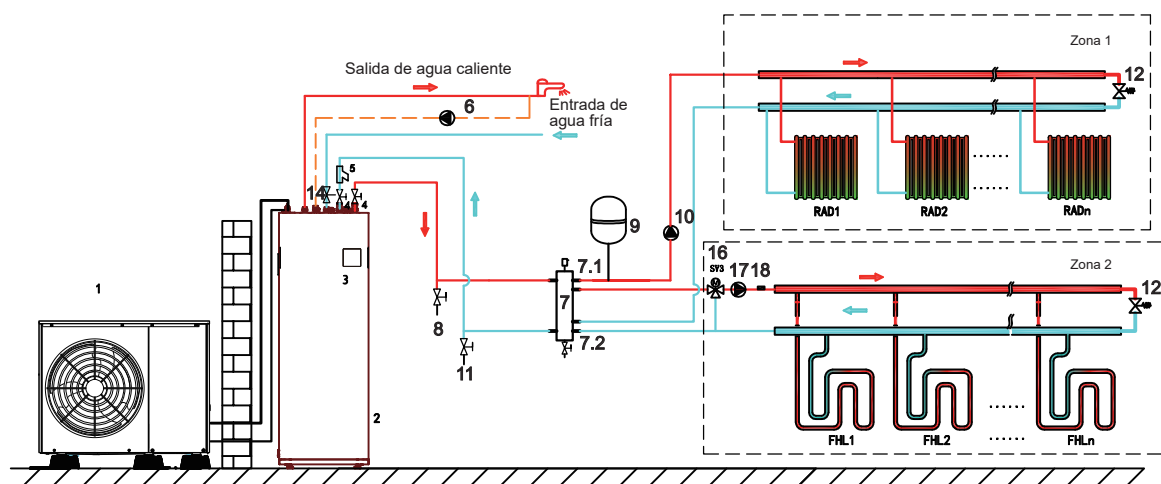 Zona 1
12
Salida de agua caliente
6
Entrada de
agua fría
5
14
4
4
RAD1
RAD2
......
......
RADn
9
10
3
1
2
8
11
7.1
7
7.2
16
SV3
M
17
18
Zona 2
12
FHL1
FHL2
......
......
FHLn